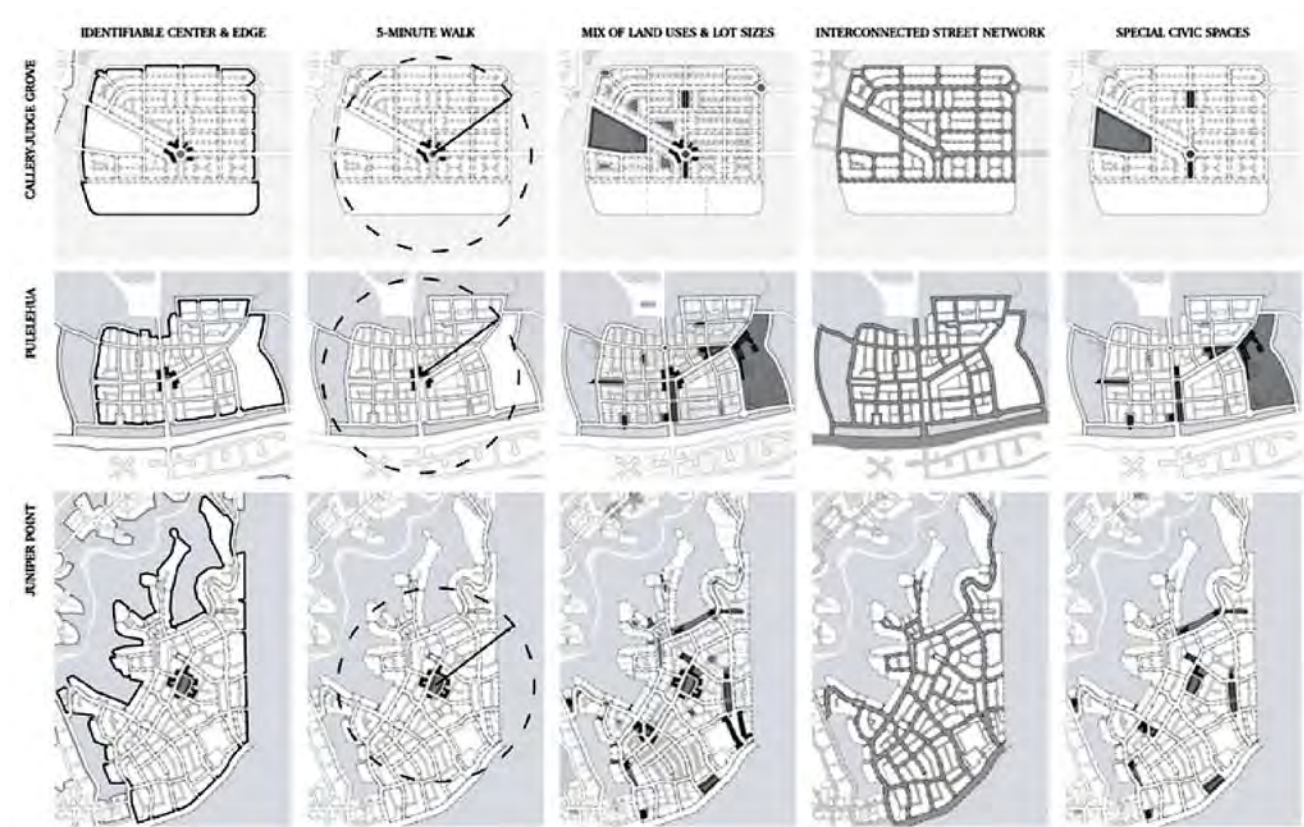 IDENTIFIABLE CENTER & EDGE
5-MINUTE WALK
MIX OF LAND USES & LOT SIZES
INTERCONNECTED STREET NETWORK
SPECIAL CIVIC SPACES
CALLERY-JUDGE GROVE
PULELEHUA
JUNIPER POINT